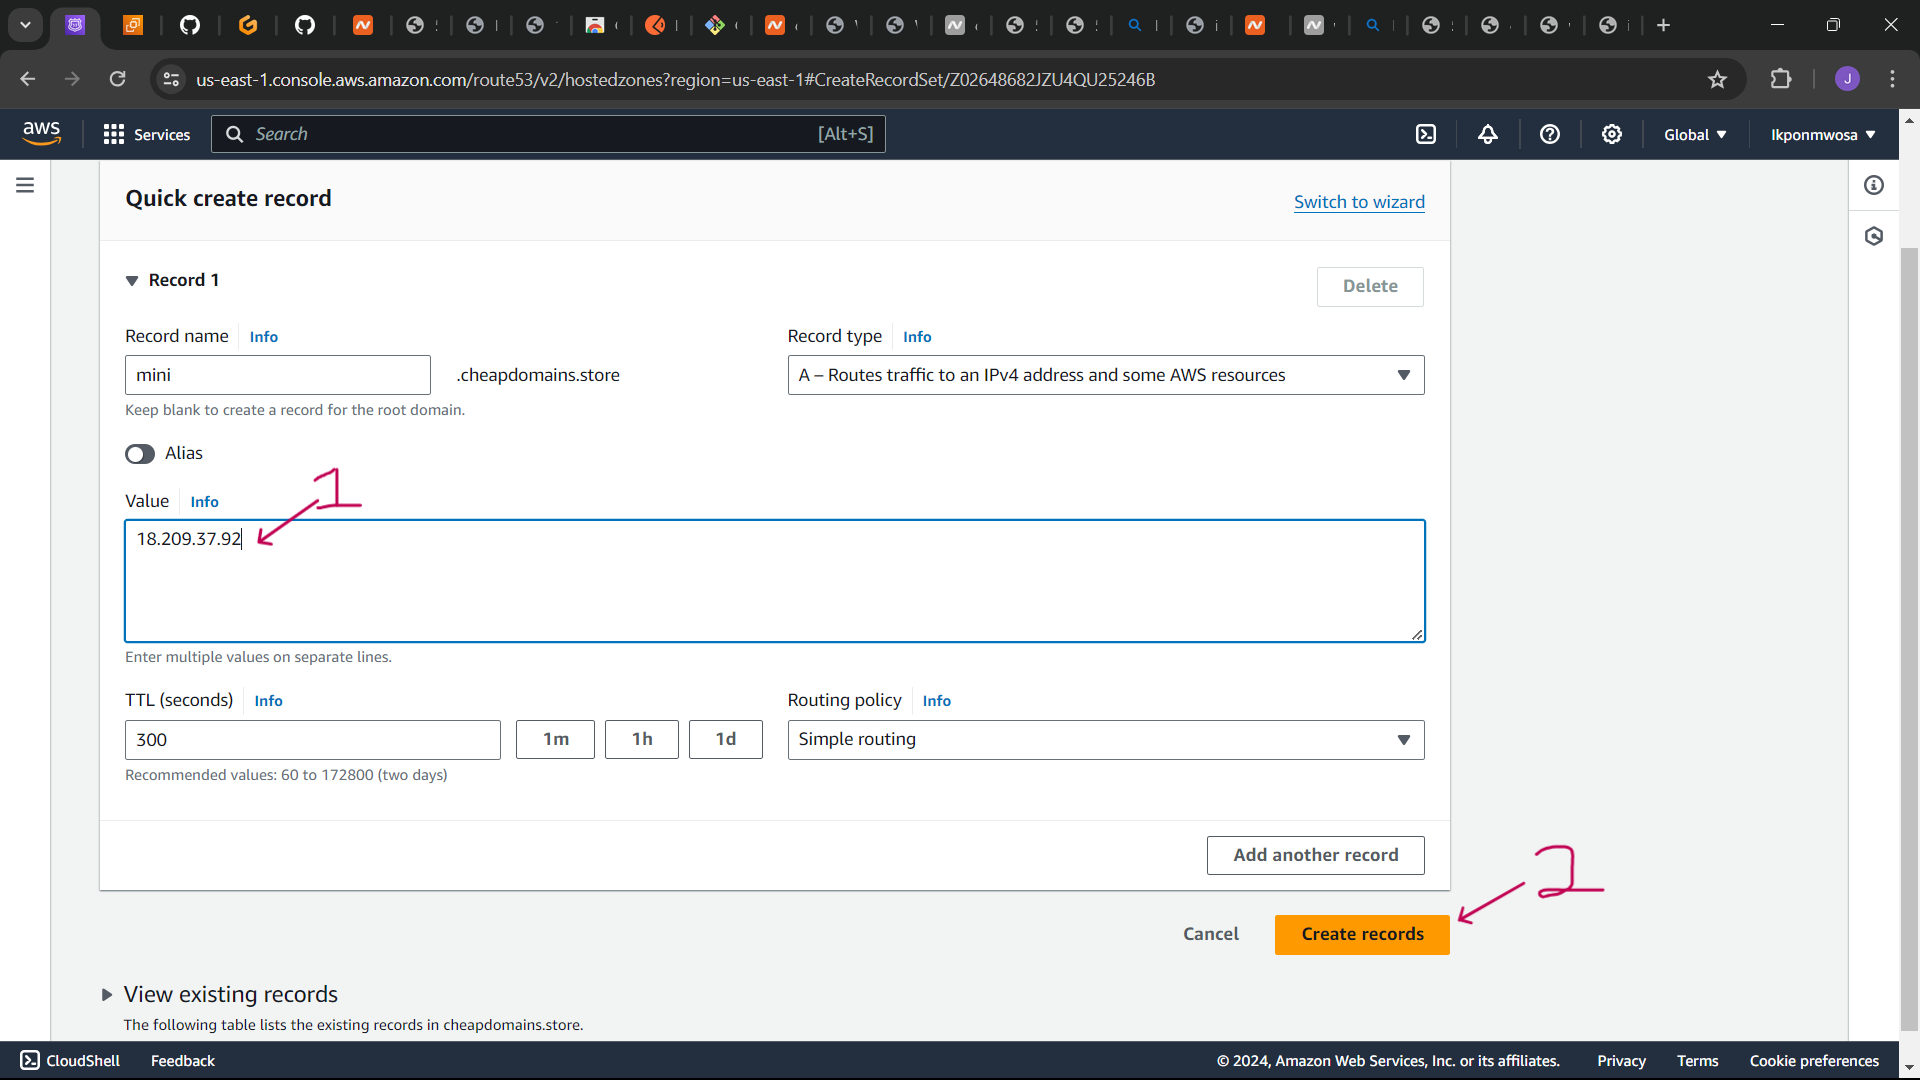 us-east-1.console.aws.amazon.com/route53/v2/hostedzones?region=us-east-1#CreateRecordSet/Z02648682JZU4QU25246B
J
aws
Services
Search
[Alt+S]
Global
Ikponmwosa
Quick create record
Switch to wizard
Record 1
Delete
Record name
Info
Record type
Info
mini
.cheapdomains.store
A – Routes traffic to an IPv4 address and some AWS resources
Keep blank to create a record for the root domain.
Alias
1
Value
Info
18.209.37.92
Enter multiple values on separate lines.
TTL (seconds)
Info
Routing policy
Info
300
1m
1h
1d
Simple routing
Recommended values: 60 to 172800 (two days)
Add another record
2
Cancel
Create records
View existing records
The following table lists the existing records in cheapdomains.store.
CloudShell
Feedback
© 2024, Amazon Web Services, Inc. or its affiliates.
Privacy
Terms
Cookie preferences